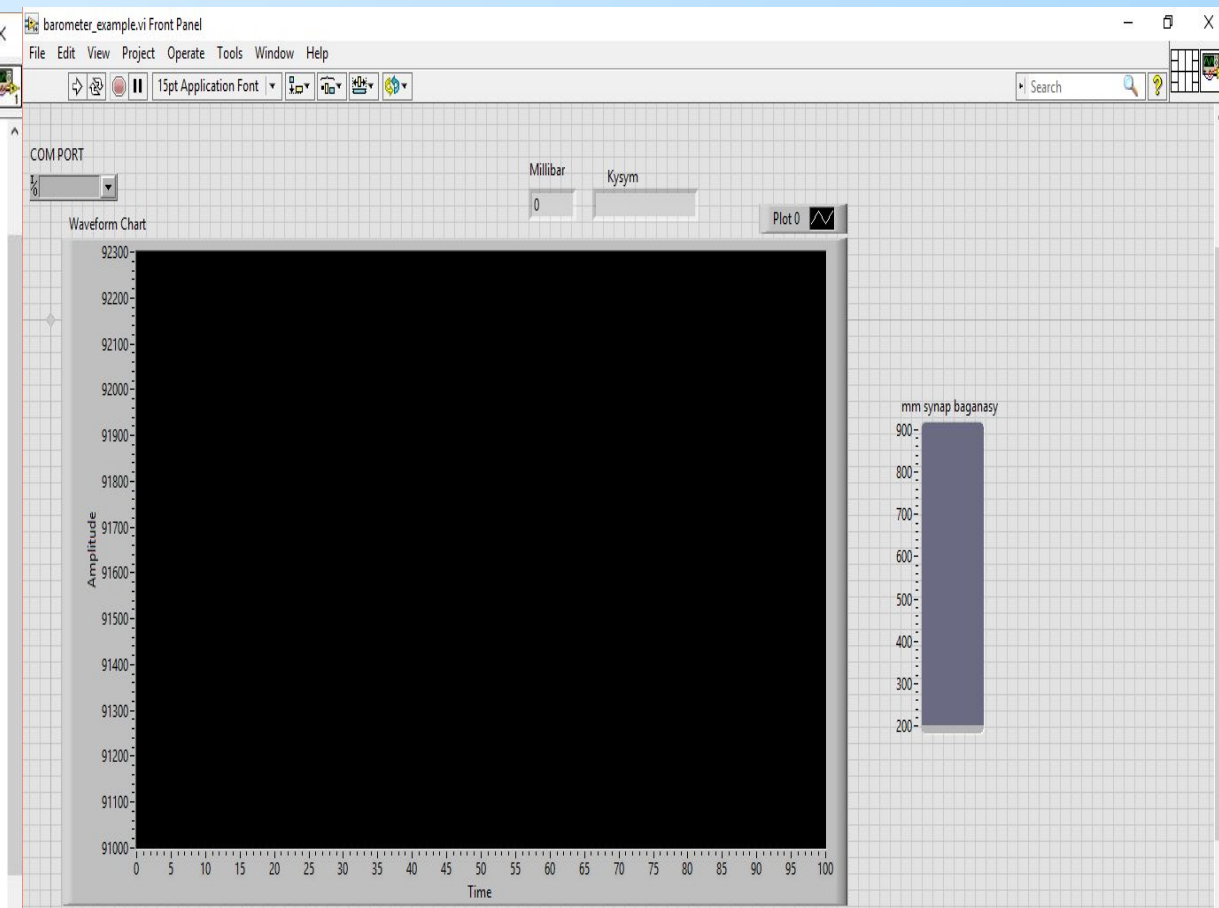 barometer_example.vi Front Panel
File Edit View Project Operate Tools Window Help
15pt Application Font
Search
1
COM PORT
Millibar
Kysym
0
Waveform Chart
Plot 0
92300
92200
92100
92000
91900
91800
91700
91600
91500
91400
91300
91200
91100
91000
Amplitude
0 5 10 15 20 25 30 35 40 45 50 55 60 65 70 75 80 85 90 95 100
Time
mm synap baganasy
900
800
700
600
500
400
300
200